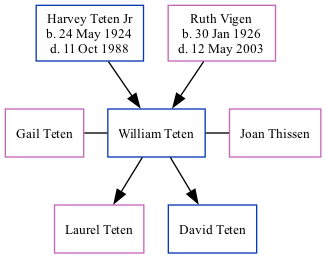 Harvey Teten Jr
b. 24 May 1924
d. 11 Oct 1988
Ruth Vigen
b. 30 Jan 1926
d. 12 May 2003
Gail Teten
William Teten
Joan Thissen
Laurel Teten
David Teten